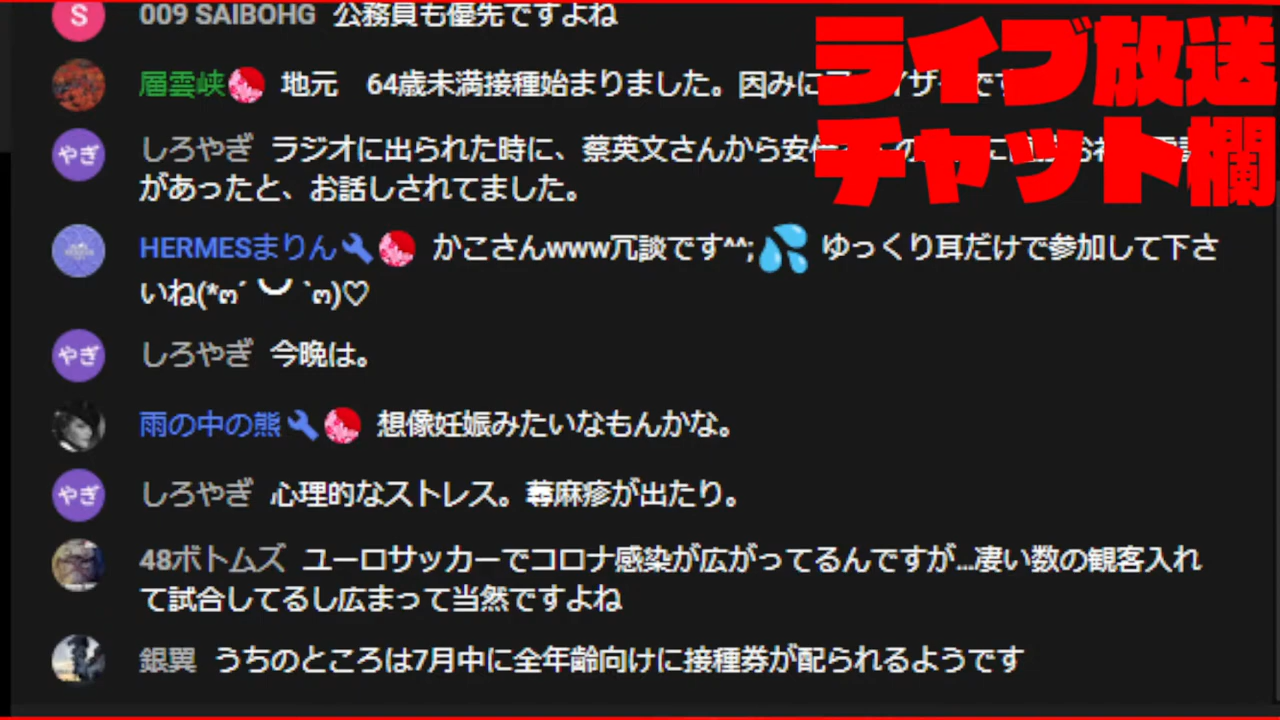 S 009 SAIBOHG 公務員も優先ですよね
ライブ放送
チャット欄
層雲峡 地元 64歳未満接種始まりました。因みに
やぎ しろやぎ ラジオに出られた時に、蔡英文さんから安
があったと、お話しされてました。
HERMESまりん かこさんwww冗談です^^;💦 ゆっくり耳だけで参加して下さ
いね(*ෆ´ ︶ `ෆ)♡
やぎ しろやぎ 今晩は。
雨の中の熊 想像妊娠みたいなもんかな。
やぎ しろやぎ 心理的なストレス。蕁麻疹が出たり。
48ボトムズ ユーロサッカーでコロナ感染が広がってるんですが...凄い数の観客入れ
て試合してるし広まって当然ですよね
銀翼 うちのところは7月中に全年齢向けに接種券が配られるようです